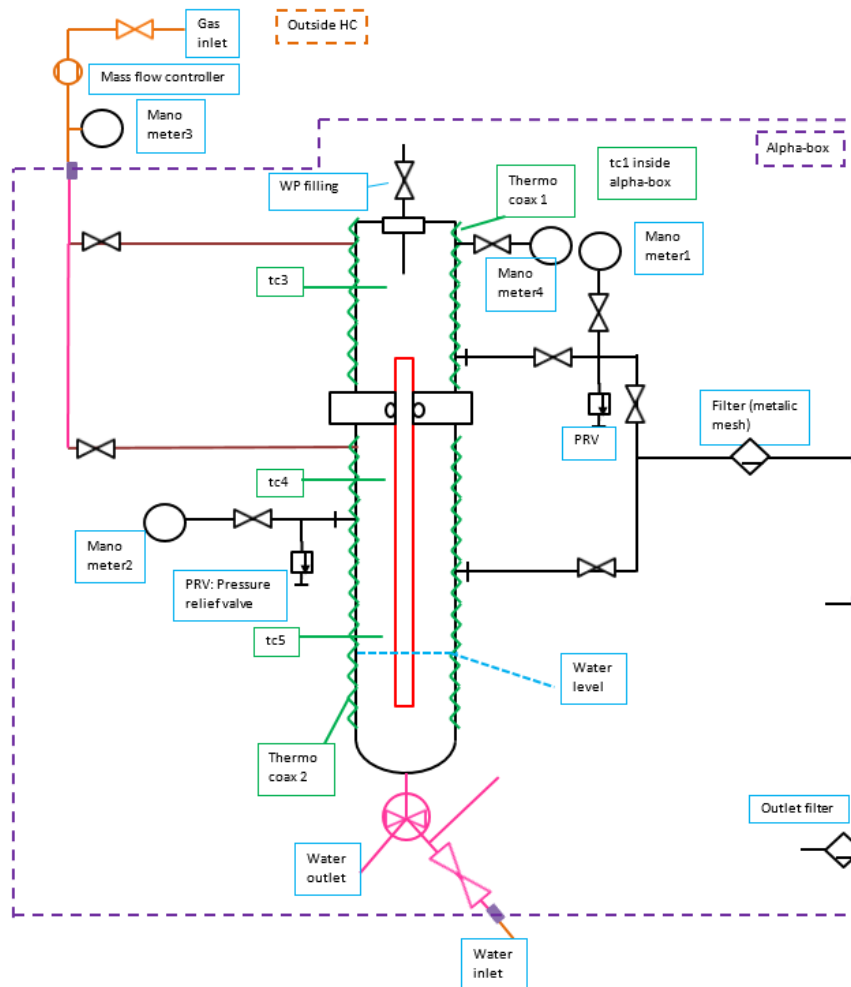 Gas
inlet
Outside HC
Mass flow controller
Mano
meter3
Alpha-box
WP filling
Thermo
coax 1
tc1 inside
alpha-box
Mano
meter1
tc3
Mano
meter4
Filter (metalic
mesh)
PRV
tc4
Mano
meter2
PRV: Pressure
relief valve
tc5
Water
level
Thermo
coax 2
Outlet filter
Water
outlet
Water
inlet